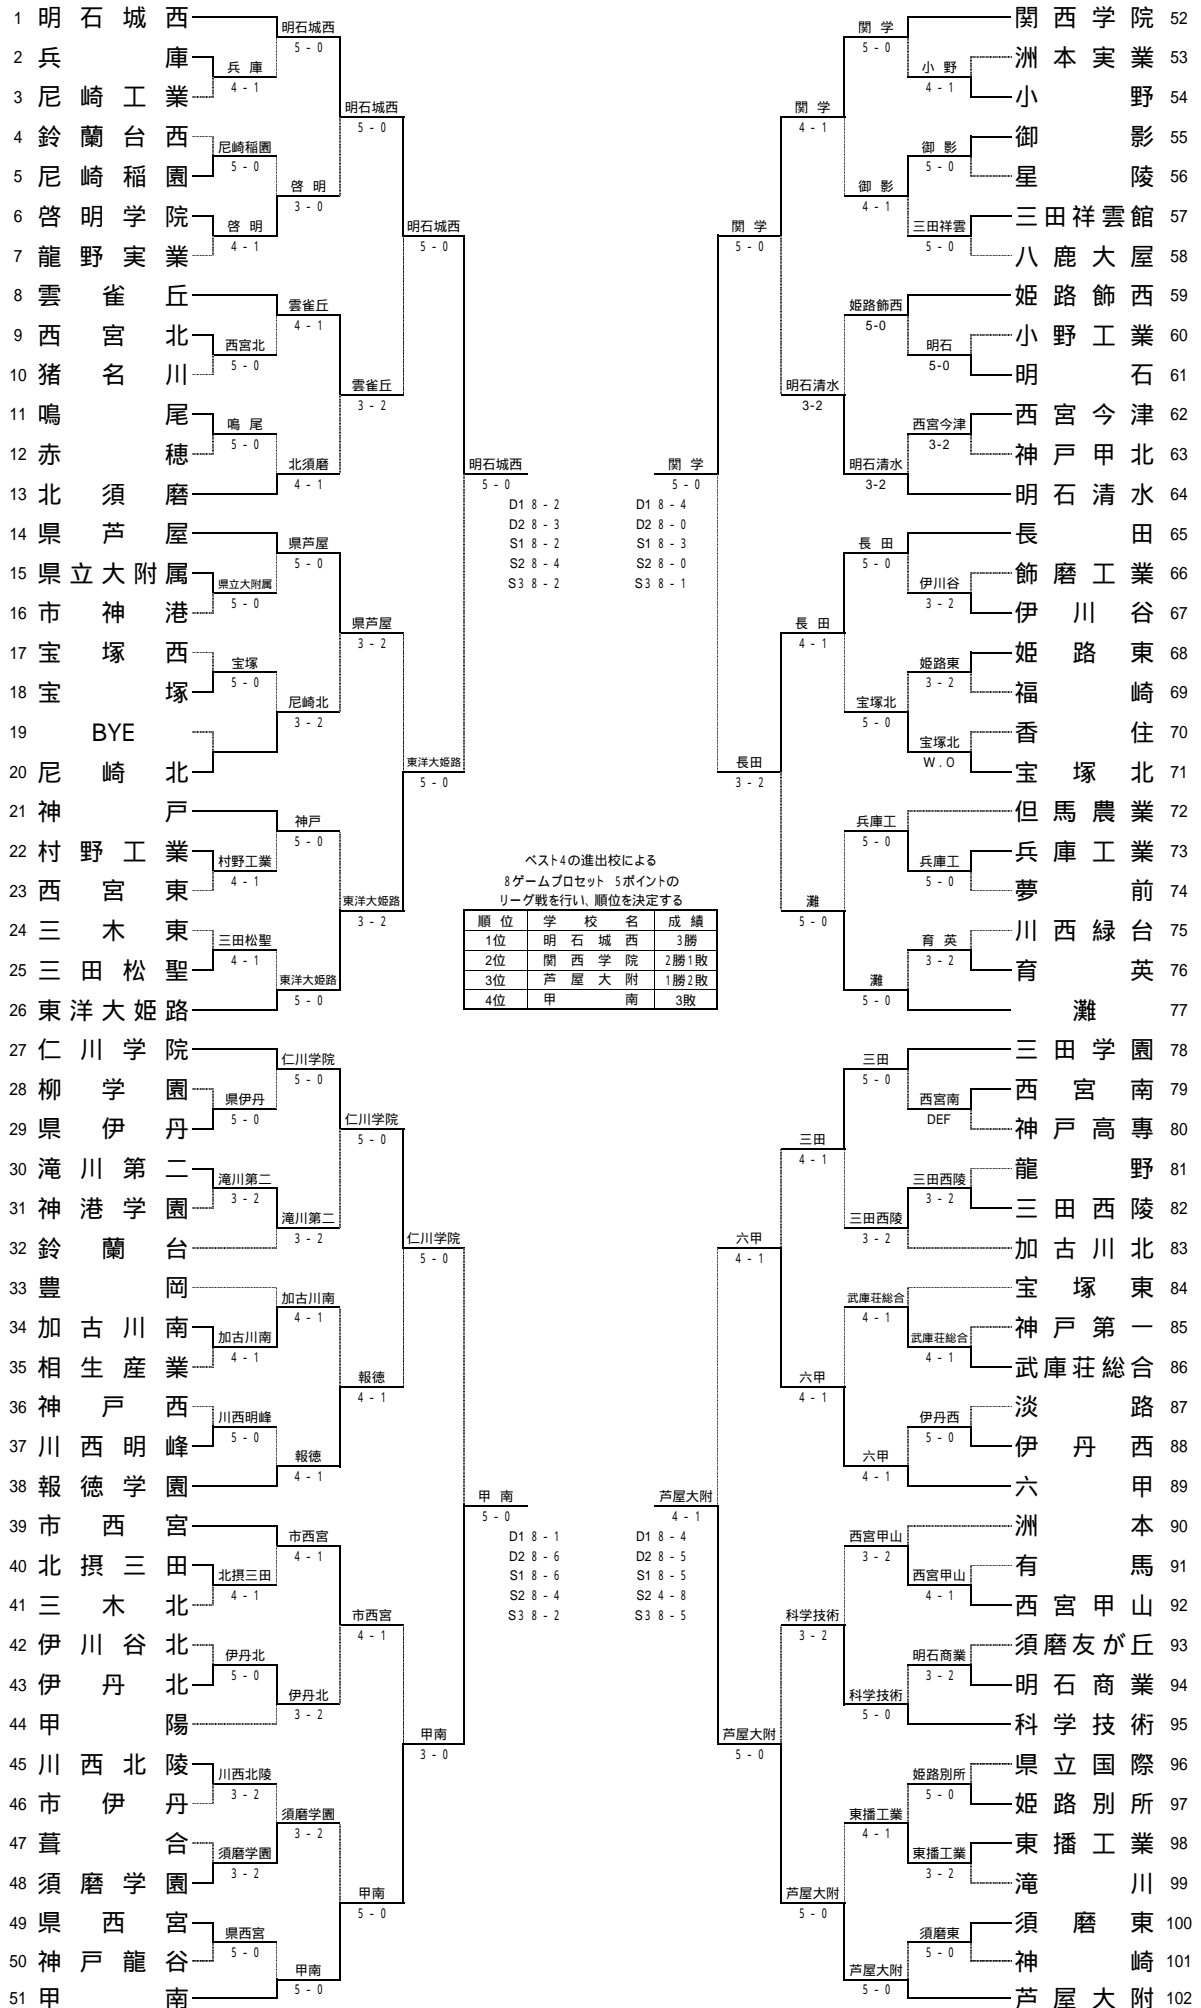 1 明石城西
2 兵庫
3 尼崎工業
4 鈴蘭台西
5 尼崎稲園
6 啓明学院
7 龍野実業
8 雲雀丘
9 西宮北
10 猪名川
11 鳴尾
12 赤穂
13 北須磨
14 県芦屋
15 県立大附属
16 市神港
17 宝塚西
18 宝塚
19 BYE
20 尼崎北
21 神戸
22 村野工業
23 西宮東
24 三木東
25 三田松聖
26 東洋大姫路
27 仁川学院
28 柳学園
29 県伊丹
30 滝川第二
31 神港学園
32 鈴蘭台
33 豊岡
34 加古川南
35 相生産業
36 神戸西
37 川西明峰
38 報徳学園
39 市西宮
40 北摂三田
41 三木北
42 伊川谷北
43 伊丹北
44 甲陽
45 川西北陵
46 市伊丹
47 葺合
48 須磨学園
49 県西宮
50 神戸龍谷
51 甲南
兵庫
4-1
尼崎稲園
5-0
啓明
4-1
西宮北
5-0
鳴尾
5-0
県立大附属
5-0
宝塚
5-0
村野工業
4-1
三田松聖
4-1
県伊丹
5-0
滝川第二
3-2
加古川南
4-1
川西明峰
5-0
北摂三田
4-1
伊丹北
5-0
川西北陵
3-2
須磨学園
3-2
県西宮
5-0
明石城西
5-0
啓明
3-0
雲雀丘
4-1
北須磨
4-1
県芦屋
5-0
尼崎北
3-2
神戸
5-0
東洋大姫路
5-0
仁川学院
5-0
滝川第二
3-2
加古川南
4-1
報徳
4-1
市西宮
4-1
伊丹北
3-2
須磨学園
3-2
甲南
5-0
明石城西
5-0
雲雀丘
3-2
県芦屋
3-2
東洋大姫路
3-2
仁川学院
5-0
報徳
4-1
市西宮
4-1
甲南
5-0
明石城西
5-0
東洋大姫路
5-0
仁川学院
5-0
甲南
3-0
明石城西
5-0
D1 8-2
D2 8-3
S1 8-2
S2 8-4
S3 8-2
甲南
5-0
D1 8-1
D2 8-6
S1 8-6
S2 8-4
S3 8-2
ベスト4の進出校による
8ゲームプロセット 5ポイントの
リーグ戦を行い、順位を決定する
順位 学校名 成績
1位 明石城西 3勝
2位 関西学院 2勝1敗
3位 芦屋大附 1勝2敗
4位 甲南 3敗
関学
5-0
D1 8-4
D2 8-0
S1 8-3
S2 8-0
S3 8-1
芦屋大附
4-1
D1 8-4
D2 8-5
S1 8-5
S2 4-8
S3 8-5
関学
5-0
長田
3-2
六甲
4-1
芦屋大附
5-0
関学
4-1
明石清水
3-2
長田
4-1
灘
5-0
三田
4-1
六甲
4-1
科学技術
3-2
芦屋大附
5-0
関学
5-0
御影
4-1
姫路飾西
5-0
明石清水
3-2
長田
5-0
宝塚北
5-0
兵庫工
5-0
灘
5-0
三田
5-0
三田西陵
3-2
武庫荘総合
4-1
六甲
4-1
西宮甲山
3-2
科学技術
5-0
東播工業
4-1
芦屋大附
5-0
小野
4-1
御影
5-0
三田祥雲
5-0
明石
5-0
西宮今津
3-2
伊川谷
3-2
姫路東
3-2
宝塚北
W.O
兵庫工
5-0
育英
3-2
西宮南
DEF
三田西陵
3-2
武庫荘総合
4-1
伊丹西
5-0
西宮甲山
4-1
明石商業
3-2
姫路別所
5-0
東播工業
3-2
須磨東
5-0
関西学院 52
洲本実業 53
小野 54
御影 55
星陵 56
三田祥雲館 57
八鹿大屋 58
姫路飾西 59
小野工業 60
明石 61
西宮今津 62
神戸甲北 63
明石清水 64
長田 65
飾磨工業 66
伊川谷 67
姫路東 68
福崎 69
香住 70
宝塚北 71
但馬農業 72
兵庫工業 73
夢前 74
川西緑台 75
育英 76
灘 77
三田学園 78
西宮南 79
神戸高専 80
龍野 81
三田西陵 82
加古川北 83
宝塚東 84
神戸第一 85
武庫荘総合 86
淡路 87
伊丹西 88
六甲 89
洲本 90
有馬 91
西宮甲山 92
須磨友が丘 93
明石商業 94
科学技術 95
県立国際 96
姫路別所 97
東播工業 98
滝川 99
須磨東 100
神崎 101
芦屋大附 102